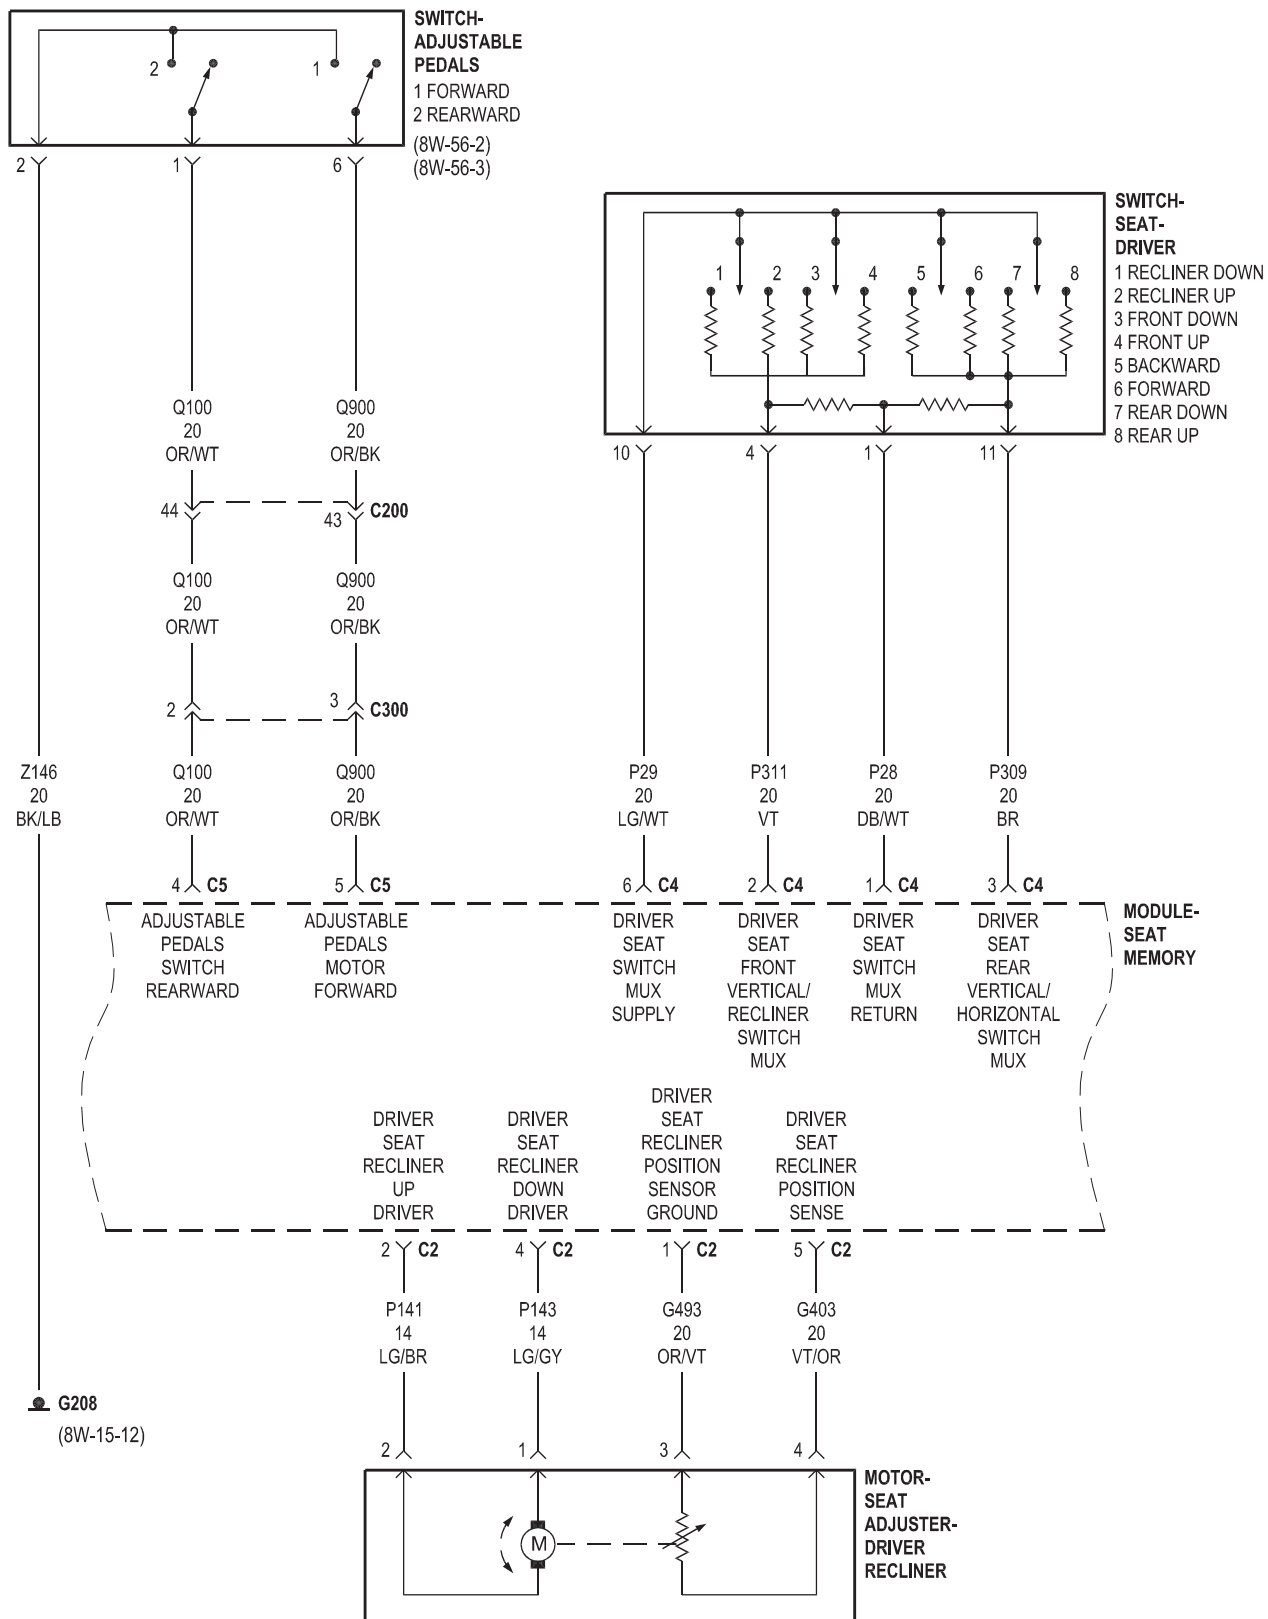 SWITCH-
ADJUSTABLE
PEDALS
1 FORWARD
2 REARWARD
(8W-56-2)
(8W-56-3)
2 1
2 1 6
SWITCH-
SEAT-
DRIVER
1 RECLINER DOWN
2 RECLINER UP
3 FRONT DOWN
4 FRONT UP
5 BACKWARD
6 FORWARD
7 REAR DOWN
8 REAR UP
1 2 3 4 5 6 7 8
10 4 1 11
Q100
20
OR/WT
Q900
20
OR/BK
44 43 C200
Q100
20
OR/WT
Q900
20
OR/BK
2 3 C300
Z146
20
BK/LB
Q100
20
OR/WT
Q900
20
OR/BK
P29
20
LG/WT
P311
20
VT
P28
20
DB/WT
P309
20
BR
4 C5
5 C5
6 C4
2 C4
1 C4
3 C4
ADJUSTABLE
PEDALS
SWITCH
REARWARD
ADJUSTABLE
PEDALS
MOTOR
FORWARD
DRIVER
SEAT
SWITCH
MUX
SUPPLY
DRIVER
SEAT
FRONT
VERTICAL/
RECLINER
SWITCH
MUX
DRIVER
SEAT
SWITCH
MUX
RETURN
DRIVER
SEAT
REAR
VERTICAL/
HORIZONTAL
SWITCH
MUX
MODULE-
SEAT
MEMORY
DRIVER
SEAT
RECLINER
UP
DRIVER
DRIVER
SEAT
RECLINER
DOWN
DRIVER
DRIVER
SEAT
RECLINER
POSITION
SENSOR
GROUND
DRIVER
SEAT
RECLINER
POSITION
SENSE
2 C2
4 C2
1 C2
5 C2
P141
14
LG/BR
P143
14
LG/GY
G493
20
OR/VT
G403
20
VT/OR
G208
(8W-15-12)
2 1 3 4
M
MOTOR-
SEAT
ADJUSTER-
DRIVER
RECLINER